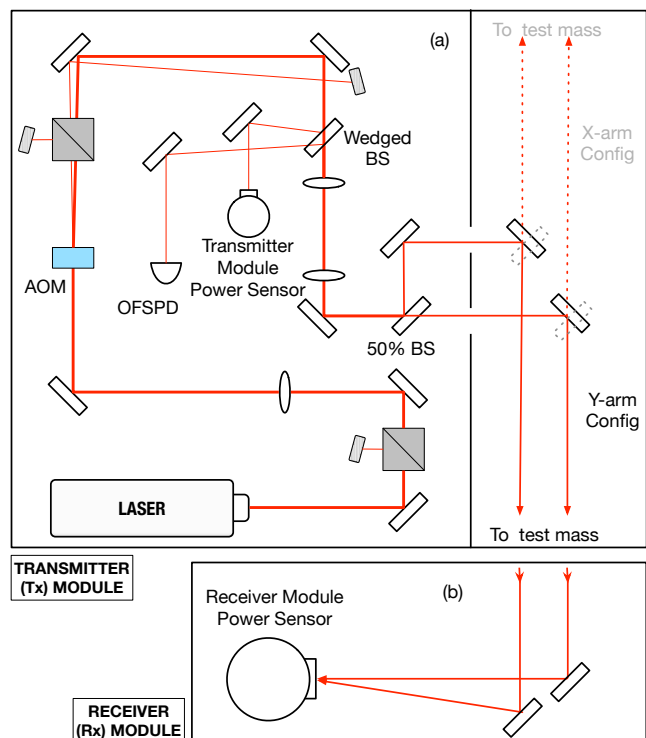 (a)
To test mass
X-arm
Config
Wedged
BS
Transmitter
Module
Power Sensor
AOM
OFSPD
50% BS
Y-arm
Config
LASER
To test mass
TRANSMITTER
(Tx) MODULE
(b)
Receiver Module
Power Sensor
RECEIVER
(Rx) MODULE